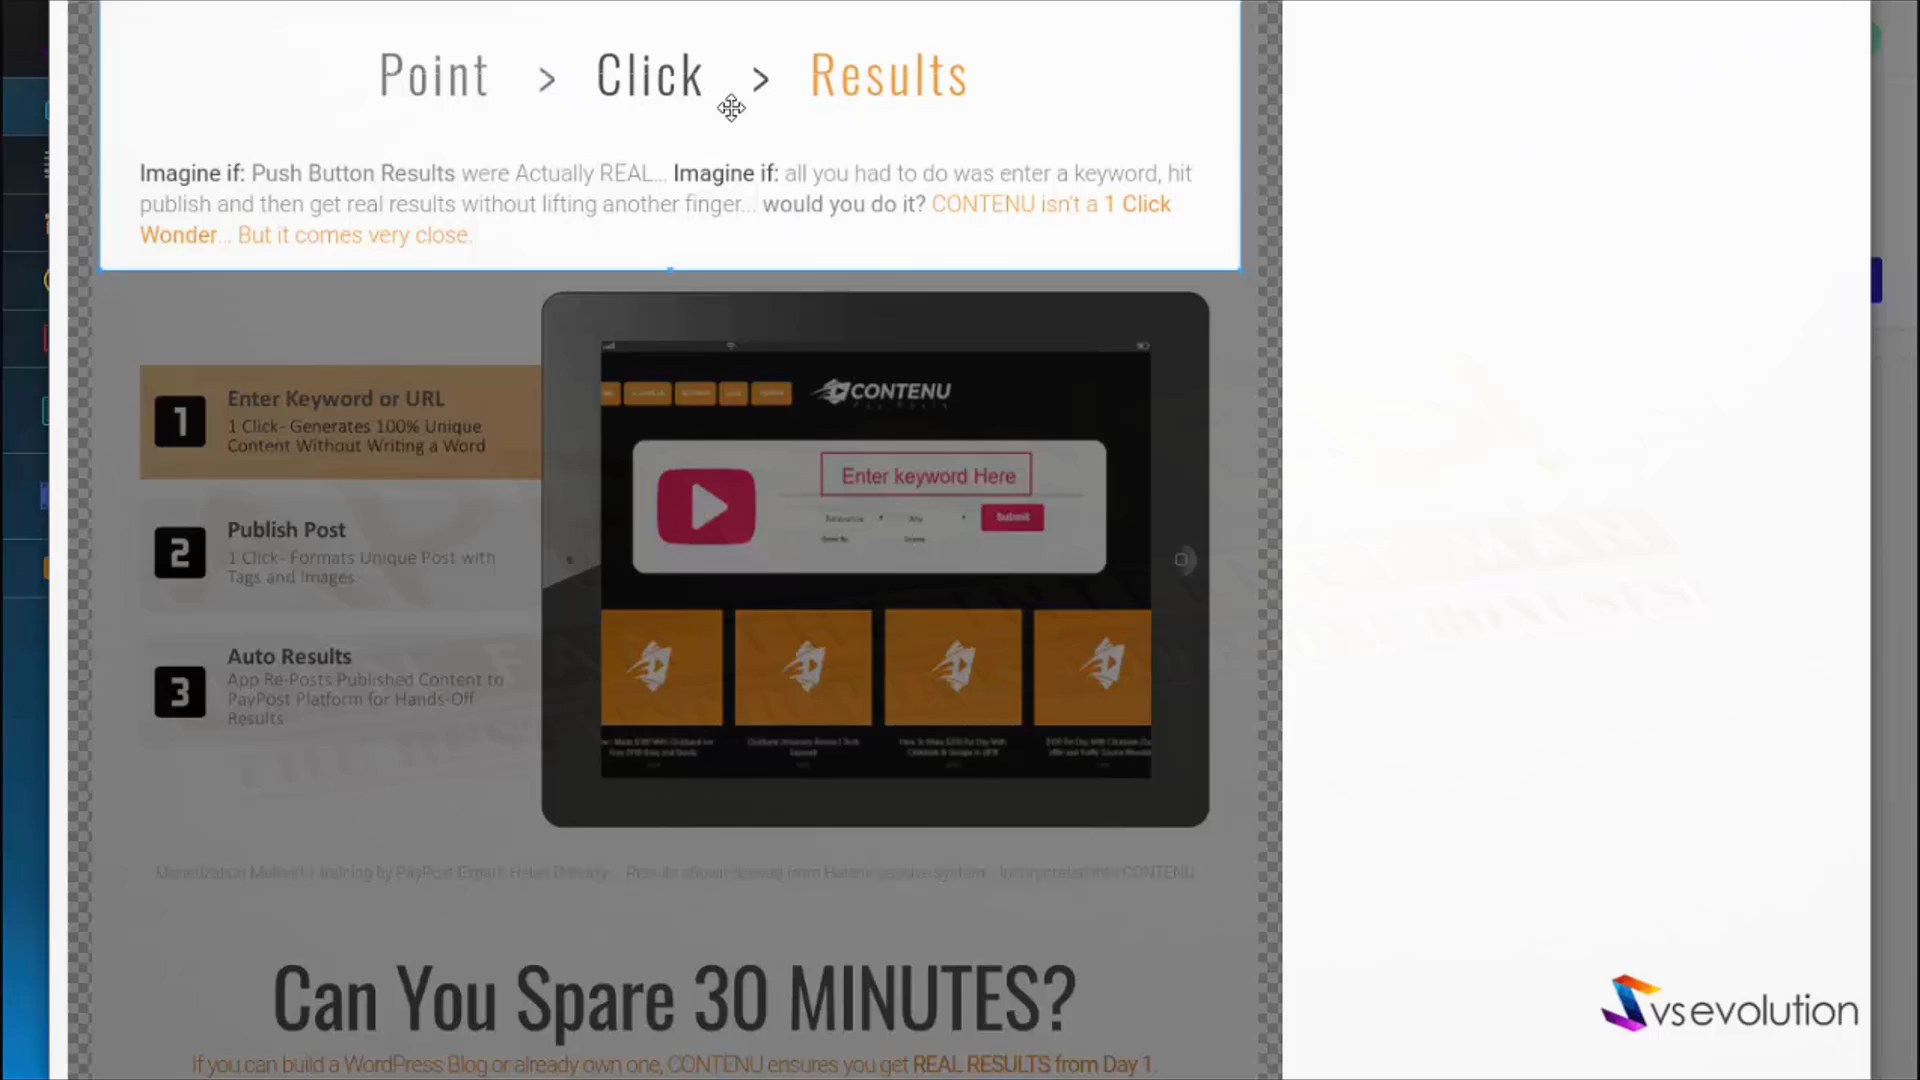 Point > Click > Results
Imagine if: Push Button Results were Actually REAL... Imagine if: all you had to do was enter a keyword, hit
publish and then get real results without lifting another finger... would you do it? CONTENU isn't a 1 Click
Wonder... But it comes very close.
1
Enter Keyword or URL
1 Click- Generates 100% Unique
Content Without Writing a Word
2
Publish Post
1 Click- Formats Unique Post with
Tags and Images
3
Auto Results
App Re-Posts Published Content to
PayPost Platform for Hands-Off
Results
CONTENU
Enter keyword Here
Submit
Can You Spare 30 MINUTES?
If you can build a WordPress Blog or already own one, CONTENU ensures you get REAL RESULTS from Day 1.
vsevolution